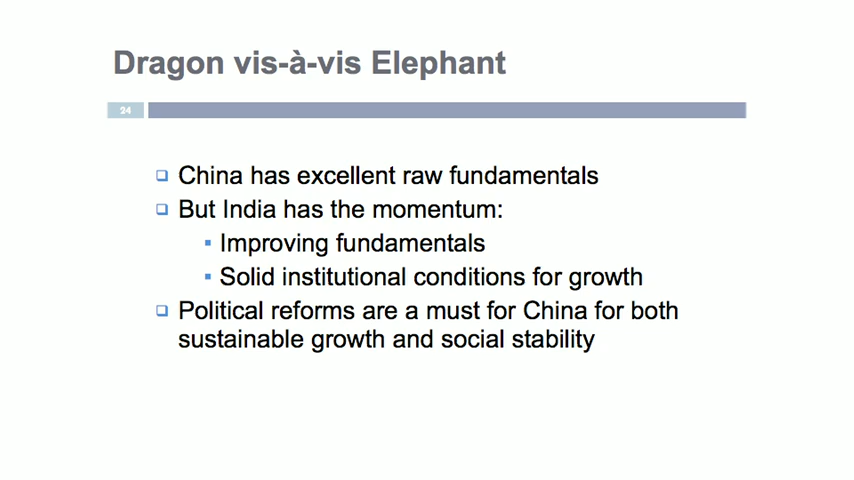 Dragon vis-à-vis Elephant
24
China has excellent raw fundamentals
But India has the momentum:
Improving fundamentals
Solid institutional conditions for growth
Political reforms are a must for China for both
sustainable growth and social stability